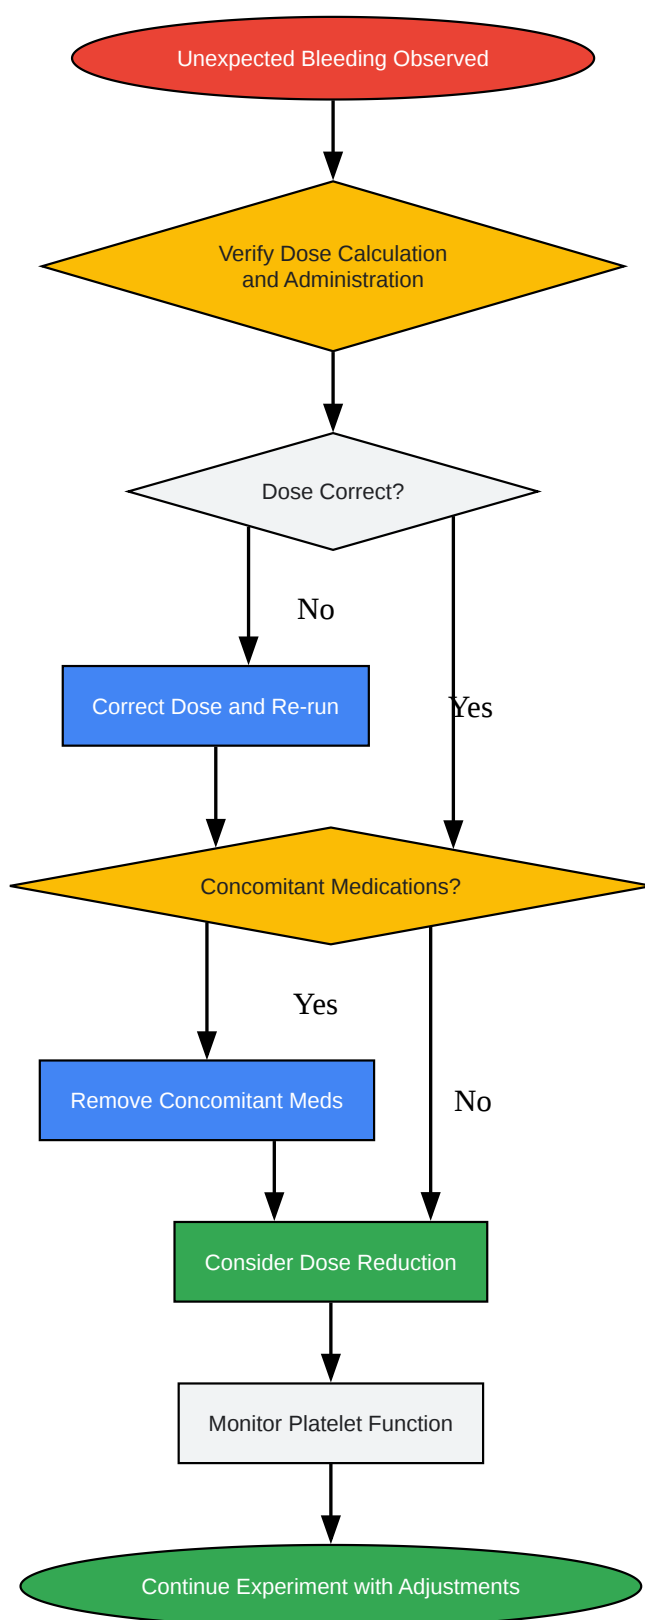 Unexpected Bleeding Observed
Verify Dose Calculation
and Administration
Dose Correct?
No
Correct Dose and Re-run
Yes
Concomitant Medications?
Yes
Remove Concomitant Meds
No
Consider Dose Reduction
Monitor Platelet Function
Continue Experiment with Adjustments